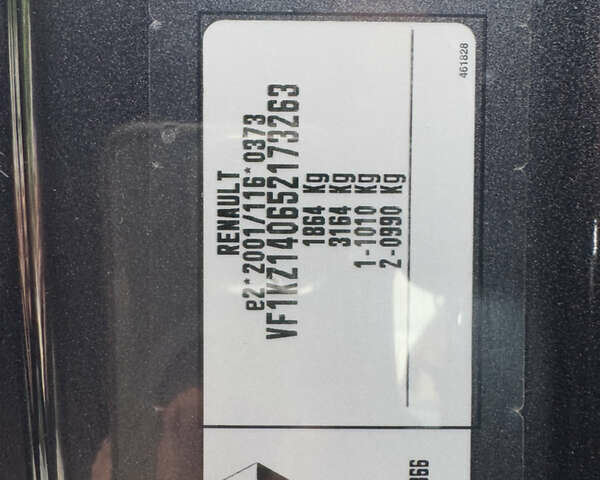 RENAULT
e2*2001/116*0373
VF1KZ140652173263
1864 Kg
3164 Kg
1-1010 Kg
2-0990 Kg
461828